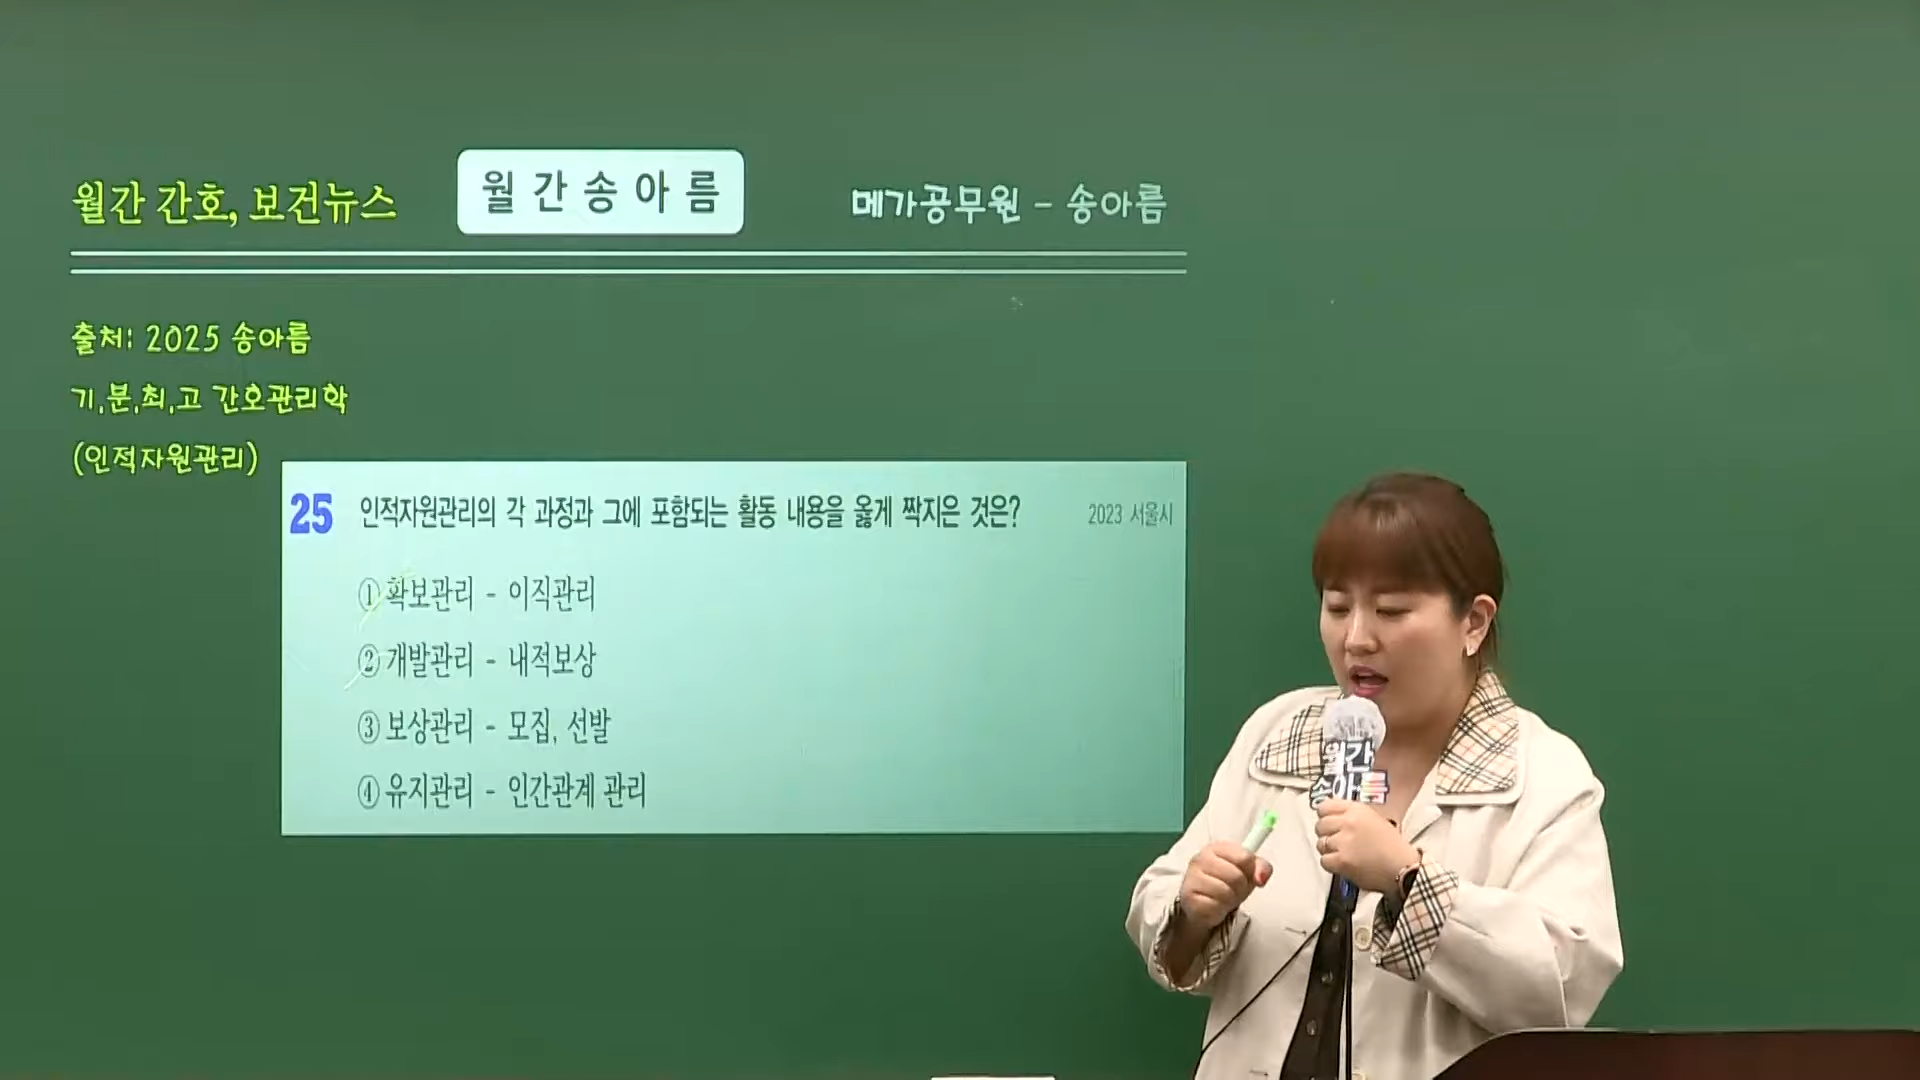 월간 간호, 보건뉴스
월간송아름
메가공무원 - 송아름
출처: 2025 송아름
기,분,최,고 간호관리학
(인적자원관리)
25 인적자원관리의 각 과정과 그에 포함되는 활동 내용을 옳게 짝지은 것은? 2023 서울시
① 확보관리 - 이직관리
② 개발관리 - 내적보상
③ 보상관리 - 모집, 선발
④ 유지관리 - 인간관계 관리
월간
송아름